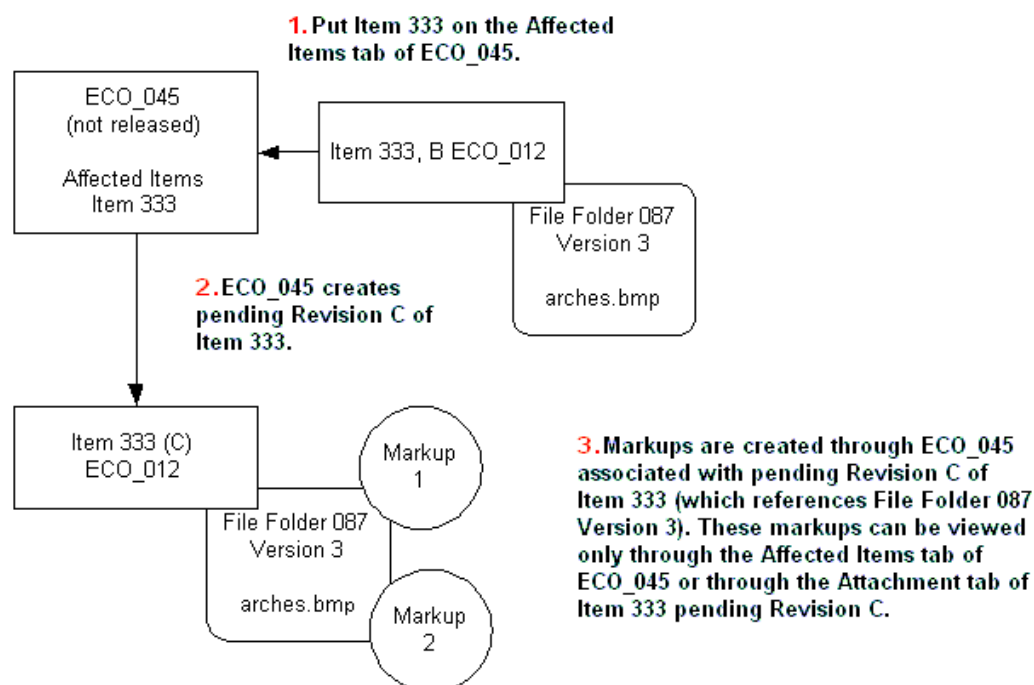 1. Put Item 333 on the Affected
Items tab of ECO_045.
ECO_045
(not released)
Affected Items
Item 333
Item 333, B ECO_012
File Folder 087
Version 3
arches.bmp
2.ECO_045 creates
pending Revision C of
Item 333.
Item 333 (C)
ECO_012
Markup
1
File Folder 087
Version 3
arches.bmp
Markup
2
3.Markups are created through ECO_045
associated with pending Revision C of
Item 333 (which references File Folder 087
Version 3). These markups can be viewed
only through the Affected Items tab of
ECO_045 or through the Attachment tab of
Item 333 pending Revision C.